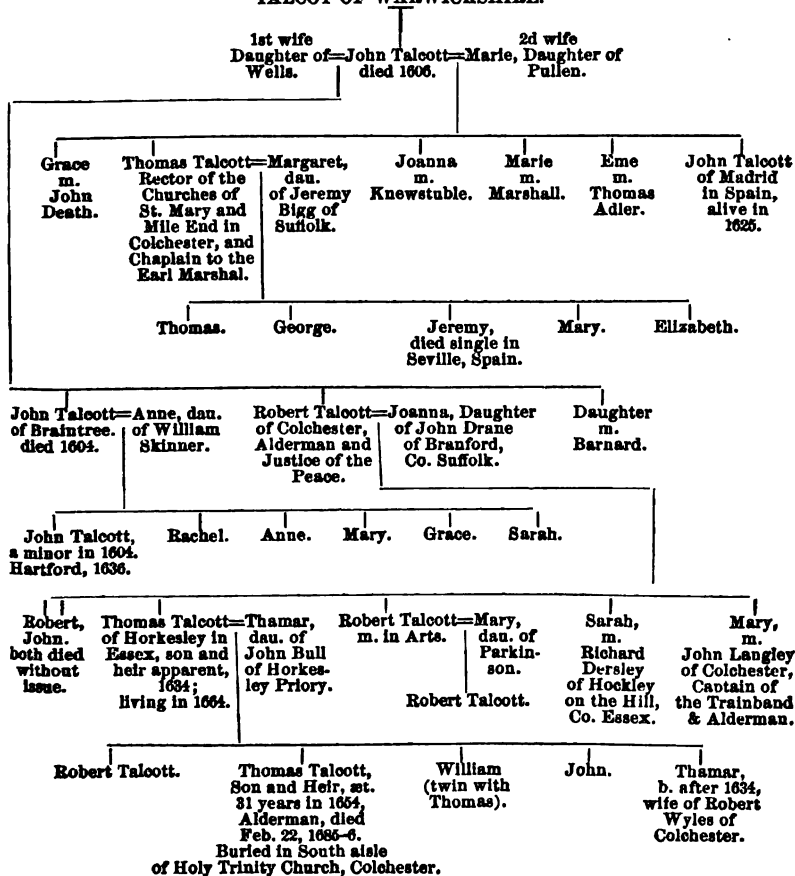 TALCOT OF WARWICKSHIRE.
1st wife
Daughter of=John Talcott=Marie, Daughter of
Wells.
died 1606.
2d wife
Pullen.
Grace
m.
John
Death.
Thomas Talcott=Margaret,
Rector of the
Churches of
St. Mary and
Mile End in
Colchester, and
Chaplain to the
Earl Marshal.
dau.
of Jeremy
Bigg of
Suffolk.
Joanna
m.
Knewstuble.
Marie
m.
Marshall.
Eme
m.
Thomas
Adler.
John Talcott
of Madrid
in Spain,
alive in
1625.
Thomas.
George.
Jeremy,
died single in
Seville, Spain.
Mary.
Elizabeth.
John Talcott=Anne, dau.
of Braintree.
died 1604.
of William
Skinner.
Robert Talcott=Joanna, Daughter
of Colchester,
Alderman and
Justice of the
Peace.
of John Drane
of Branford,
Co. Suffolk.
Daughter
m.
Barnard.
John Talcott,
a minor in 1604.
Hartford, 1636.
Rachel.
Anne.
Mary.
Grace.
Sarah.
Robert,
John.
both died
without
issue.
Thomas Talcott=Thamar,
of Horkesley in
Essex, son and
heir apparent,
1634;
living in 1664.
dau. of
John Bull
of Horkes-
ley Priory.
Robert Talcott=Mary,
m. in Arts.
dau. of
Parkin-
son.
Robert Talcott.
Sarah,
m.
Richard
Dersley
of Hockley
on the Hill,
Co. Essex.
Mary,
m.
John Langley
of Colchester,
Captain of
the Trainband
& Alderman.
Robert Talcott.
Thomas Talcott,
Son and Heir, æt.
31 years in 1654,
Alderman, died
Feb. 22, 1685-6.
Buried in South aisle
of Holy Trinity Church, Colchester.
William
(twin with
Thomas).
John.
Thamar,
b. after 1634,
wife of Robert
Wyles of
Colchester.